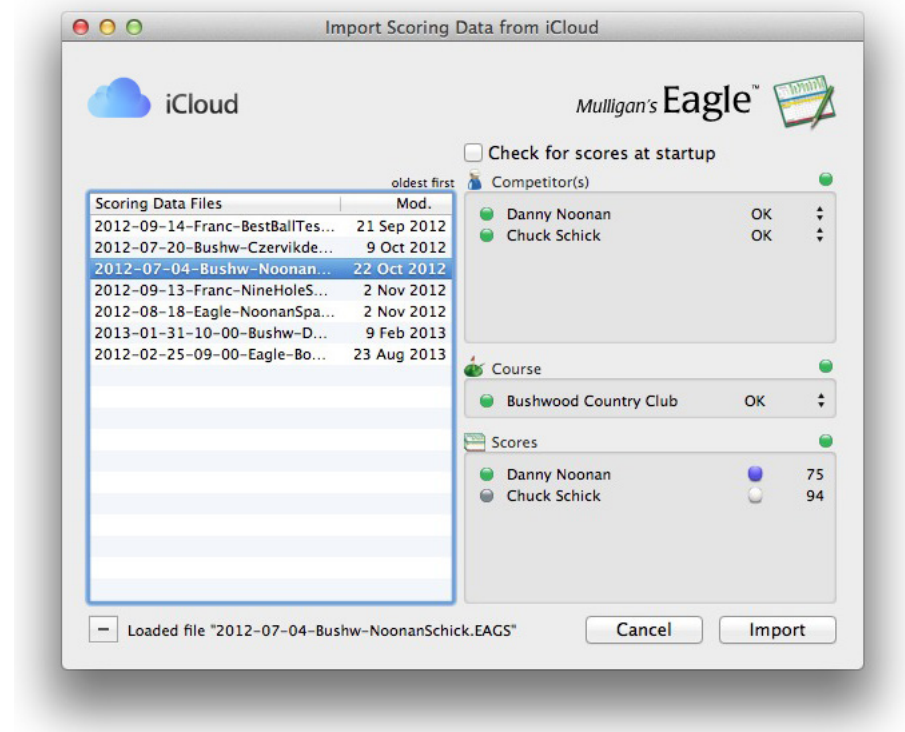 Import Scoring Data from iCloud
iCloud
Mulligan's Eagle™
Check for scores at startup
oldest first
Scoring Data Files Mod.
2012-09-14-Franc-BestBallTes... 21 Sep 2012
2012-07-20-Bushw-Czervikde... 9 Oct 2012
2012-07-04-Bushw-Noonan... 22 Oct 2012
2012-09-13-Franc-NineHoleS... 2 Nov 2012
2012-08-18-Eagle-NoonanSpa... 2 Nov 2012
2013-01-31-10-00-Bushw-D... 9 Feb 2013
2012-02-25-09-00-Eagle-Bo... 23 Aug 2013
Competitor(s)
Danny Noonan OK
Chuck Schick OK
Course
Bushwood Country Club OK
Scores
Danny Noonan 75
Chuck Schick 94
Loaded file "2012-07-04-Bushw-NoonanSchick.EAGS"
Cancel
Import